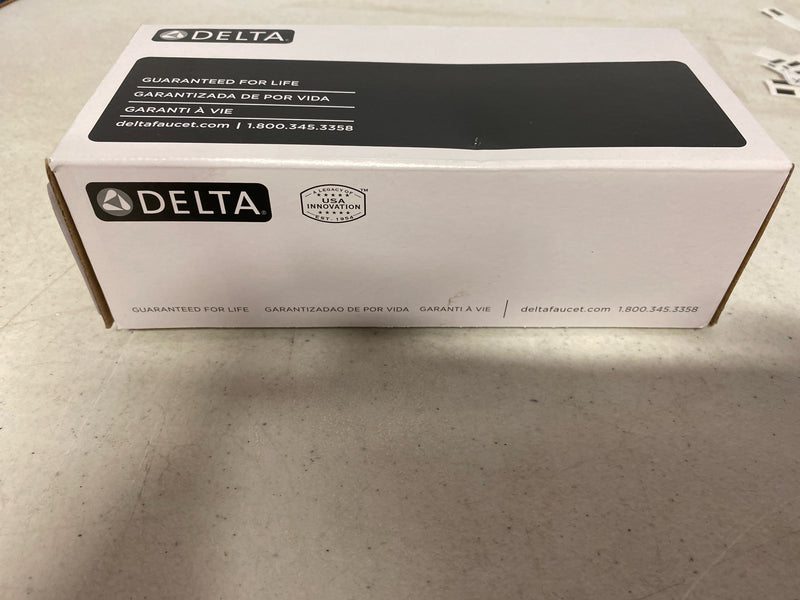 DELTA
GUARANTEED FOR LIFE
GARANTIZADA DE POR VIDA
GARANTI À VIE
deltafaucet.com | 1.800.345.3358
DELTA®
A LEGACY OF
USA
INNOVATION
EST. 1954
TM
GUARANTEED FOR LIFE GARANTIZADAO DE POR VIDA GARANTI À VIE | deltafaucet.com 1.800.345.3358